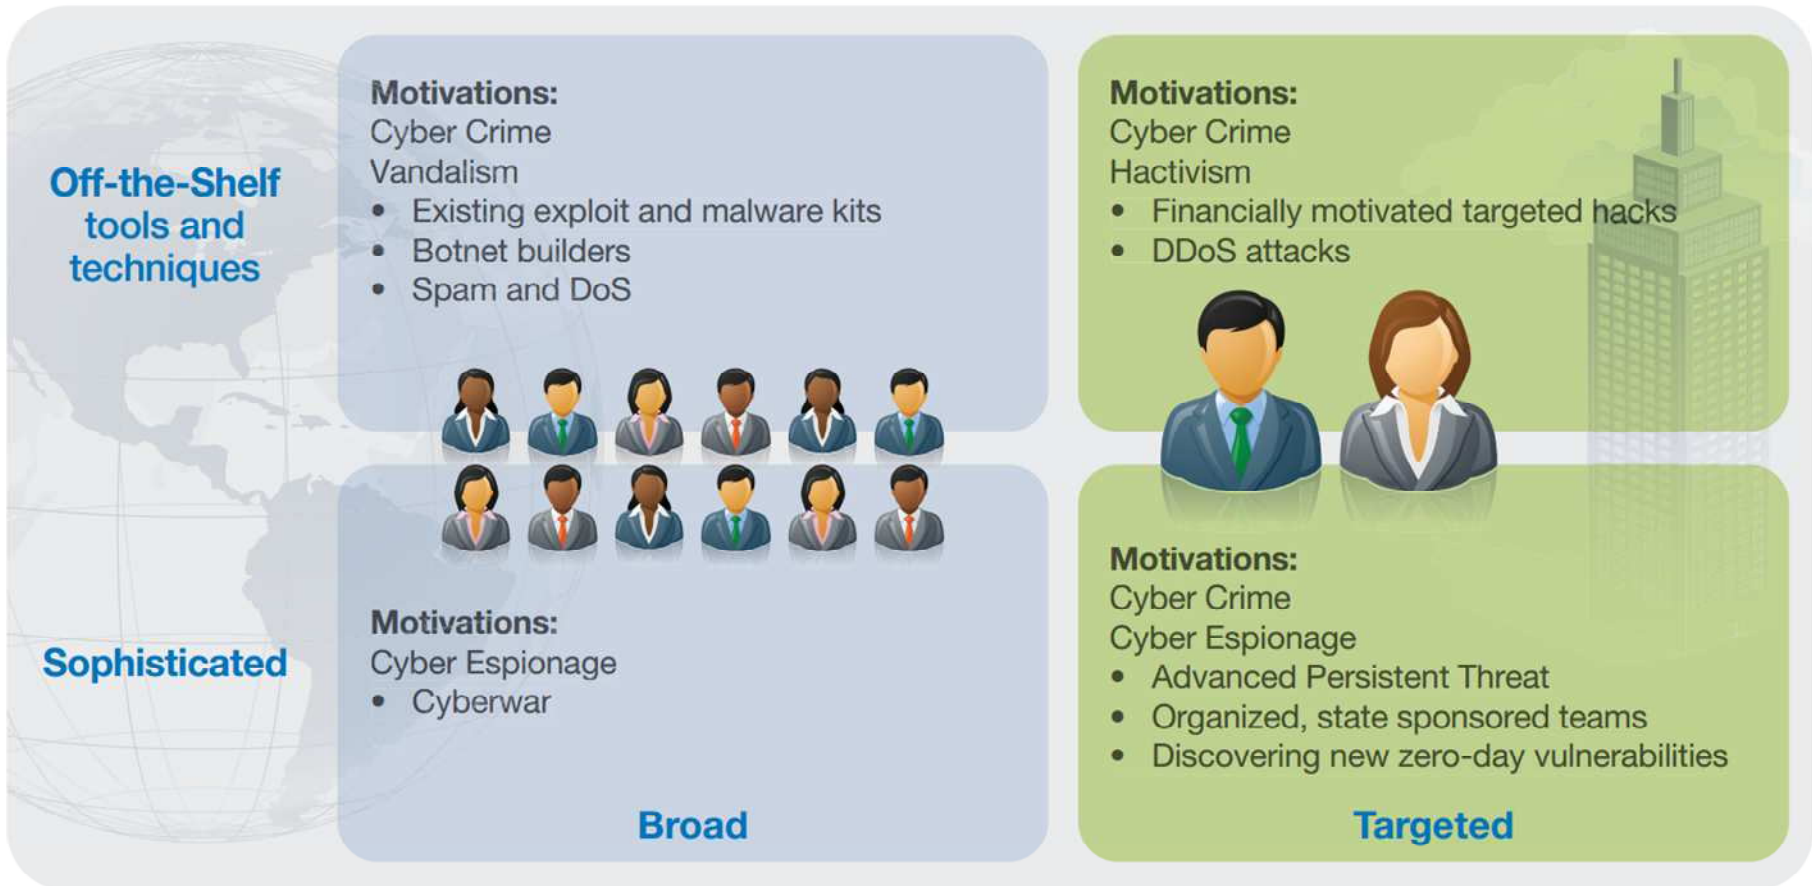 Off-the-Shelf
tools and
techniques
Motivations:
Cyber Crime
Vandalism
• Existing exploit and malware kits
• Botnet builders
• Spam and DoS
Motivations:
Cyber Crime
Hactivism
• Financially motivated targeted hacks
• DDoS attacks
Sophisticated
Motivations:
Cyber Espionage
• Cyberwar
Motivations:
Cyber Crime
Cyber Espionage
• Advanced Persistent Threat
• Organized, state sponsored teams
• Discovering new zero-day vulnerabilities
Broad
Targeted